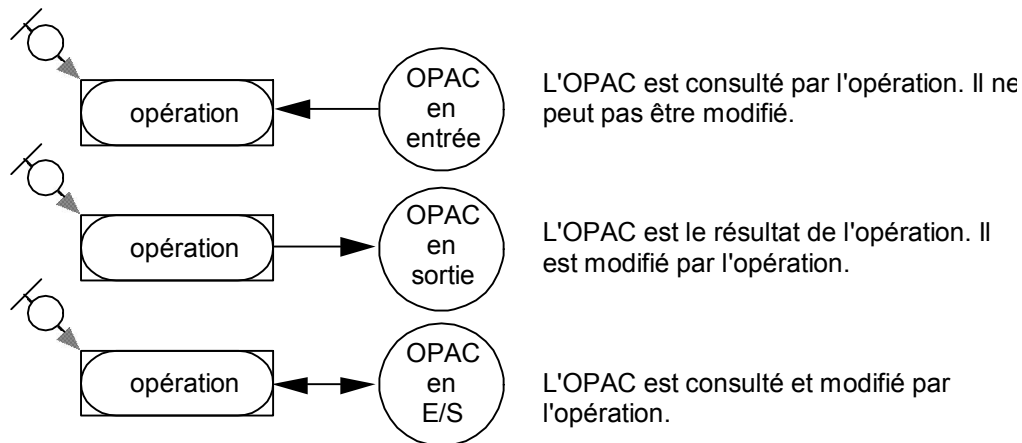 opération
OPAC
en
entrée
L'OPAC est consulté par l'opération. Il ne
peut pas être modifié.
opération
OPAC
en
sortie
L'OPAC est le résultat de l'opération. Il
est modifié par l'opération.
opération
OPAC
en
E/S
L'OPAC est consulté et modifié par
l'opération.